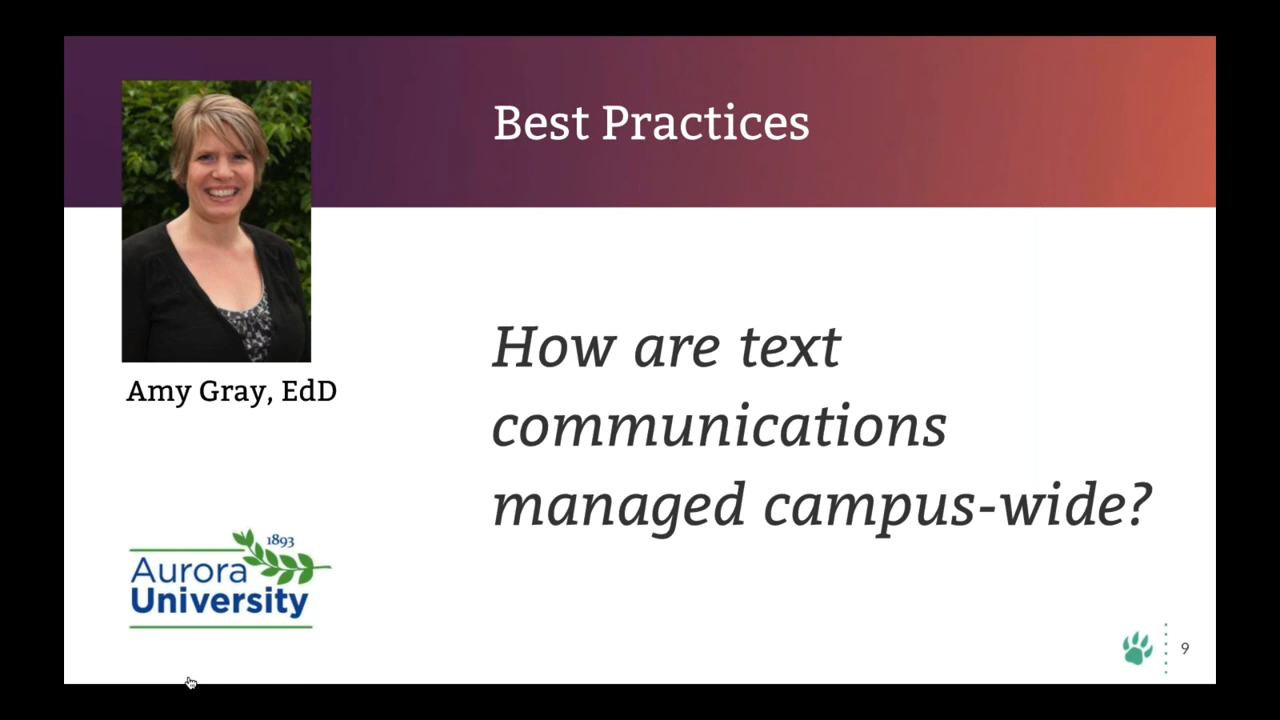 Best Practices
Amy Gray, EdD
How are text
communications
managed campus-wide?
1893
Aurora
University
9